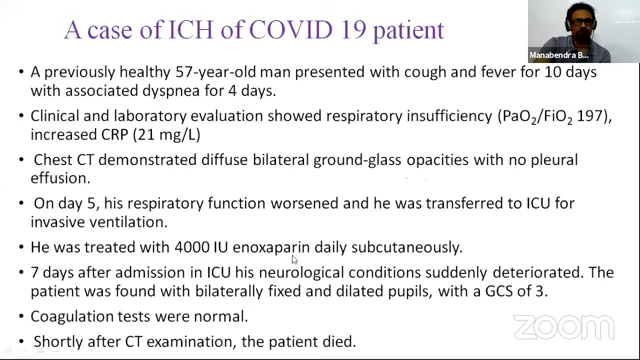 A case of ICH of COVID 19 patient
Manabendra B...
• A previously healthy 57-year-old man presented with cough and fever for 10 days
with associated dyspnea for 4 days.
• Clinical and laboratory evaluation showed respiratory insufficiency (PaO₂/FiO₂ 197),
increased CRP (21 mg/L)
• Chest CT demonstrated diffuse bilateral ground-glass opacities with no pleural
effusion.
• On day 5, his respiratory function worsened and he was transferred to ICU for
invasive ventilation.
• He was treated with 4000 IU enoxaparin daily subcutaneously.
• 7 days after admission in ICU his neurological conditions suddenly deteriorated. The
patient was found with bilaterally fixed and dilated pupils, with a GCS of 3.
• Coagulation tests were normal.
• Shortly after CT examination, the patient died.
zoom